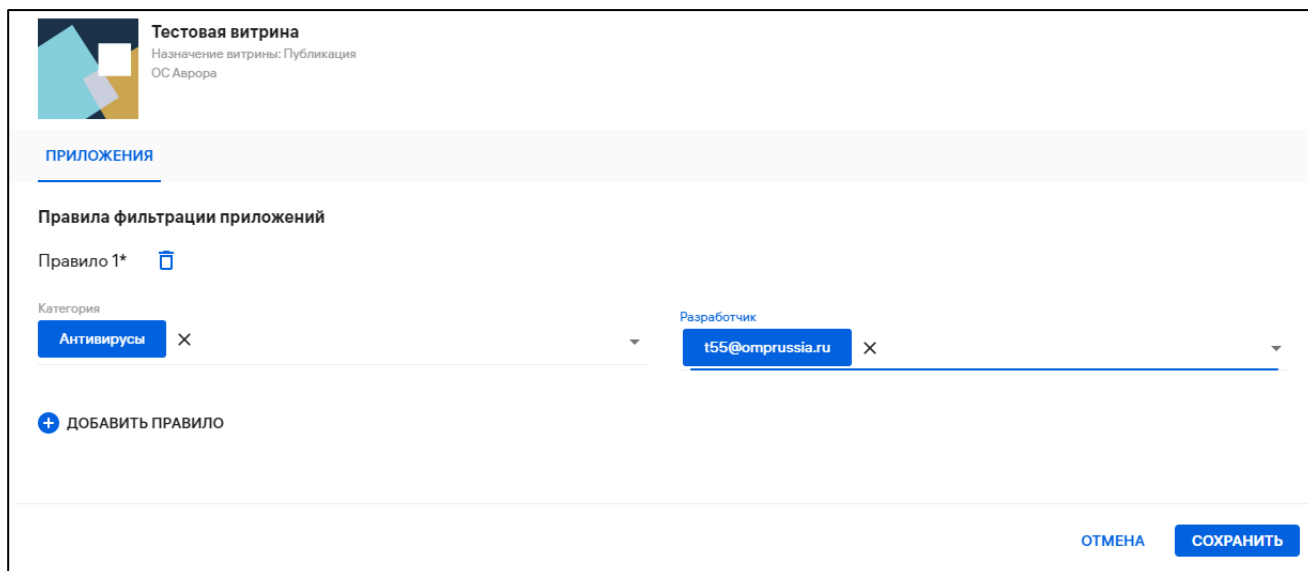 Тестовая витрина
Назначение витрины: Публикация
ОС Аврора
ПРИЛОЖЕНИЯ
Правила фильтрации приложений
Правило 1*
Категория
Антивирусы
Разработчик
t55@omprussia.ru
ДОБАВИТЬ ПРАВИЛО
ОТМЕНА
СОХРАНИТЬ